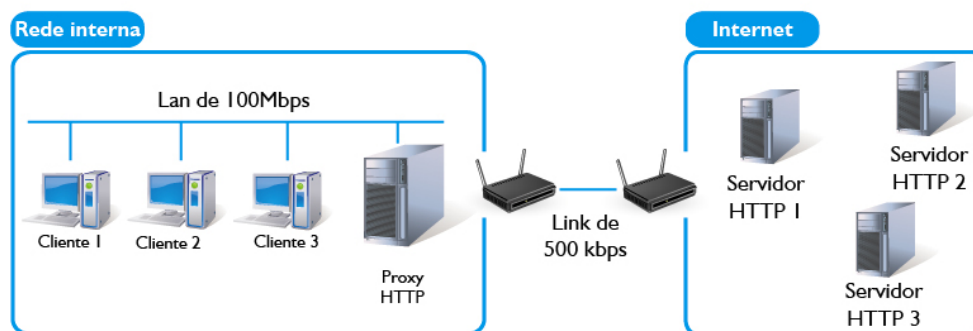 Rede interna
Internet
Lan de 100Mbps
Cliente 1
Cliente 2
Cliente 3
Proxy
HTTP
Link de
500 kbps
Servidor
HTTP 1
Servidor
HTTP 2
Servidor
HTTP 3